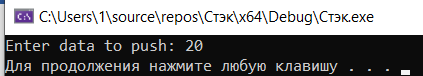 C:\Users\1\source\repos\Стэк\x64\Debug\Стэк.exe
Enter data to push: 20
Для продолжения нажмите любую клавишу . . .